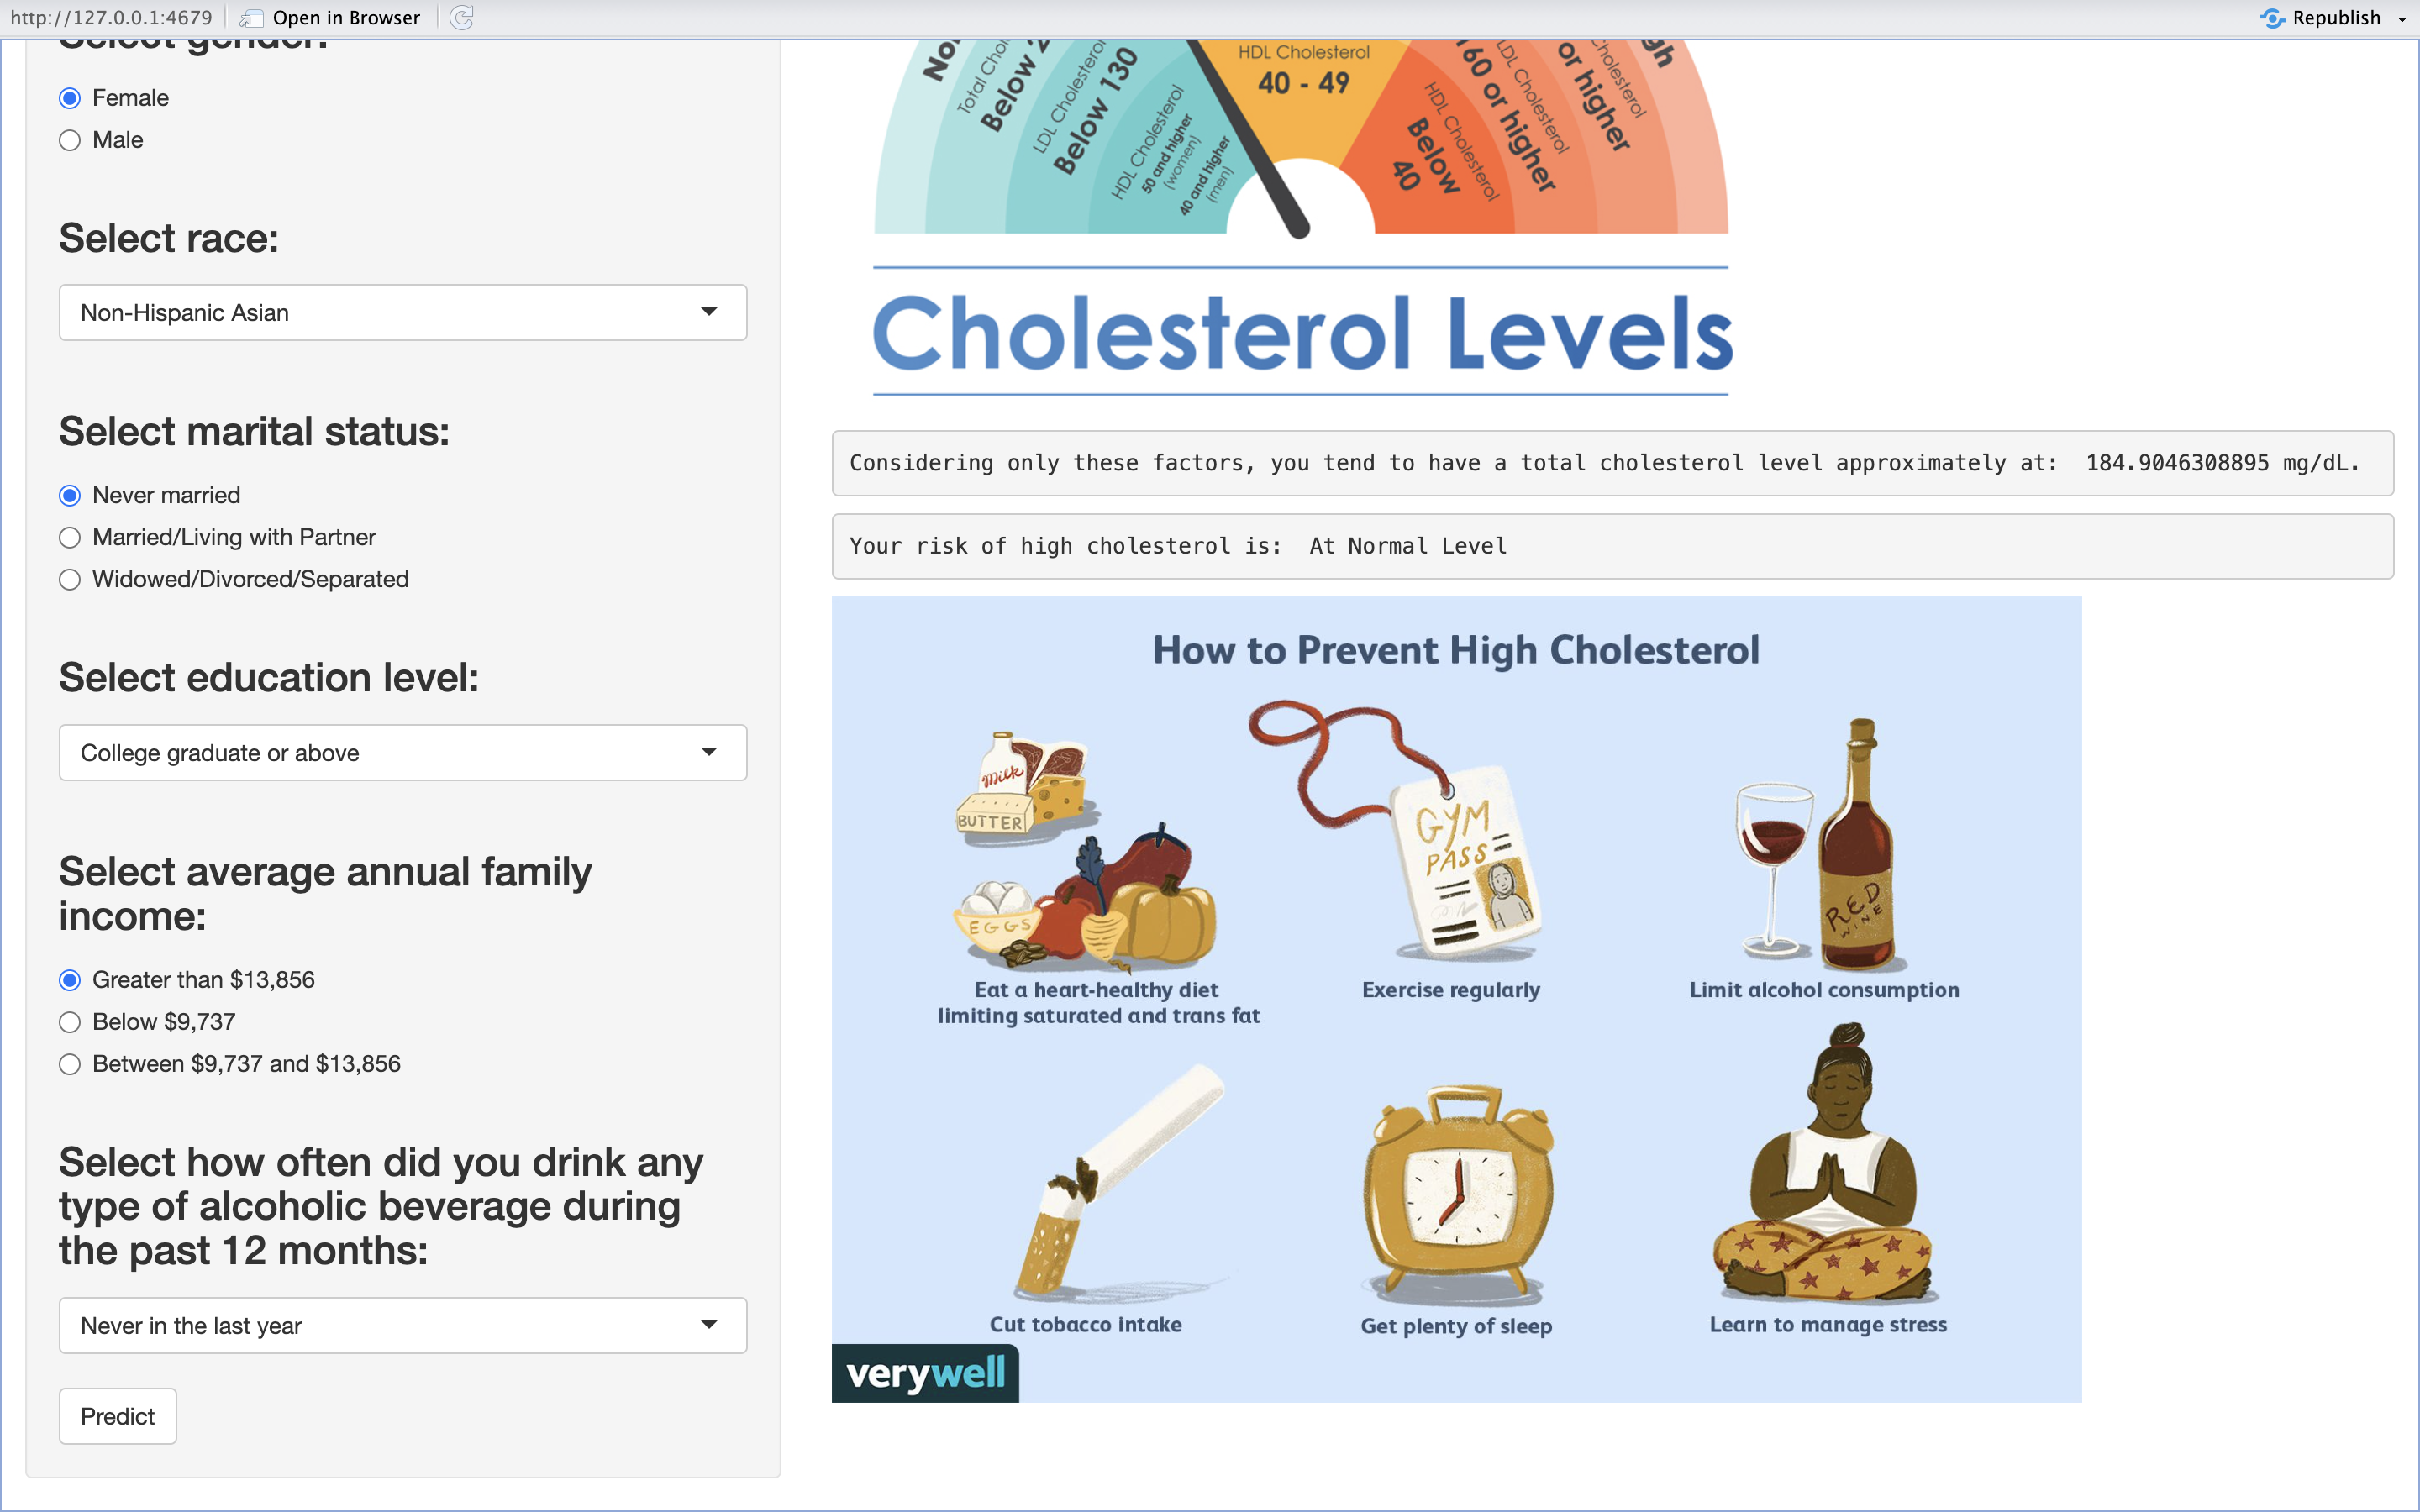 http://127.0.0.1:4679
Open in Browser
Republish
Select gender:
Female
Male
Select race:
Non-Hispanic Asian
Select marital status:
Never married
Married/Living with Partner
Widowed/Divorced/Separated
Select education level:
College graduate or above
Select average annual family
income:
Greater than $13,856
Below $9,737
Between $9,737 and $13,856
Select how often did you drink any
type of alcoholic beverage during
the past 12 months:
Never in the last year
Predict
Total
Below
LDL Cholesterol
Below 130
HDL Cholesterol
50 and higher
(women)
40 and higher
(men)
HDL Cholesterol
40 - 49
HDL Cholesterol
Below
40
LDL Cholesterol
160 or higher
Cholesterol
or higher
Cholesterol Levels
Considering only these factors, you tend to have a total cholesterol level approximately at:  184.9046308895 mg/dL.
Your risk of high cholesterol is:  At Normal Level
How to Prevent High Cholesterol
Milk
BUTTER
EGGS
Eat a heart-healthy diet
limiting saturated and trans fat
GYM
PASS
Exercise regularly
RED
WINE
Limit alcohol consumption
Cut tobacco intake
Get plenty of sleep
Learn to manage stress
verywell